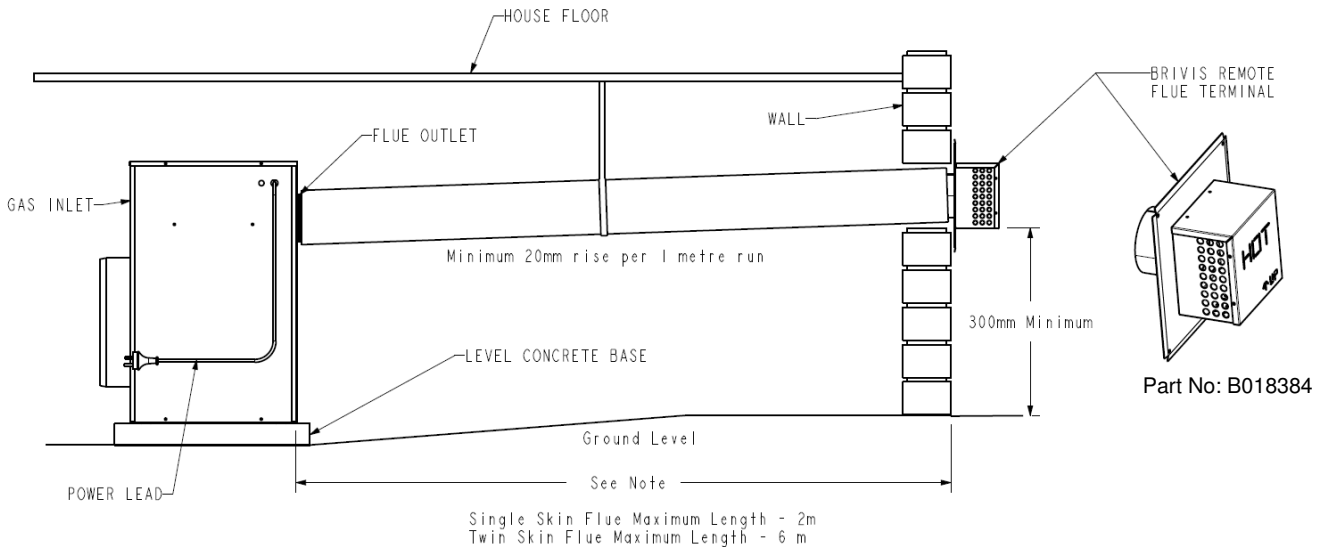 HOUSE FLOOR
BRIVIS REMOTE
FLUE TERMINAL
WALL
FLUE OUTLET
GAS INLET
Minimum 20mm rise per 1 metre run
HOT
↑UP
300mm Minimum
LEVEL CONCRETE BASE
Part No: B018384
Ground Level
See Note
POWER LEAD
Single Skin Flue Maximum Length - 2m
Twin Skin Flue Maximum Length - 6 m